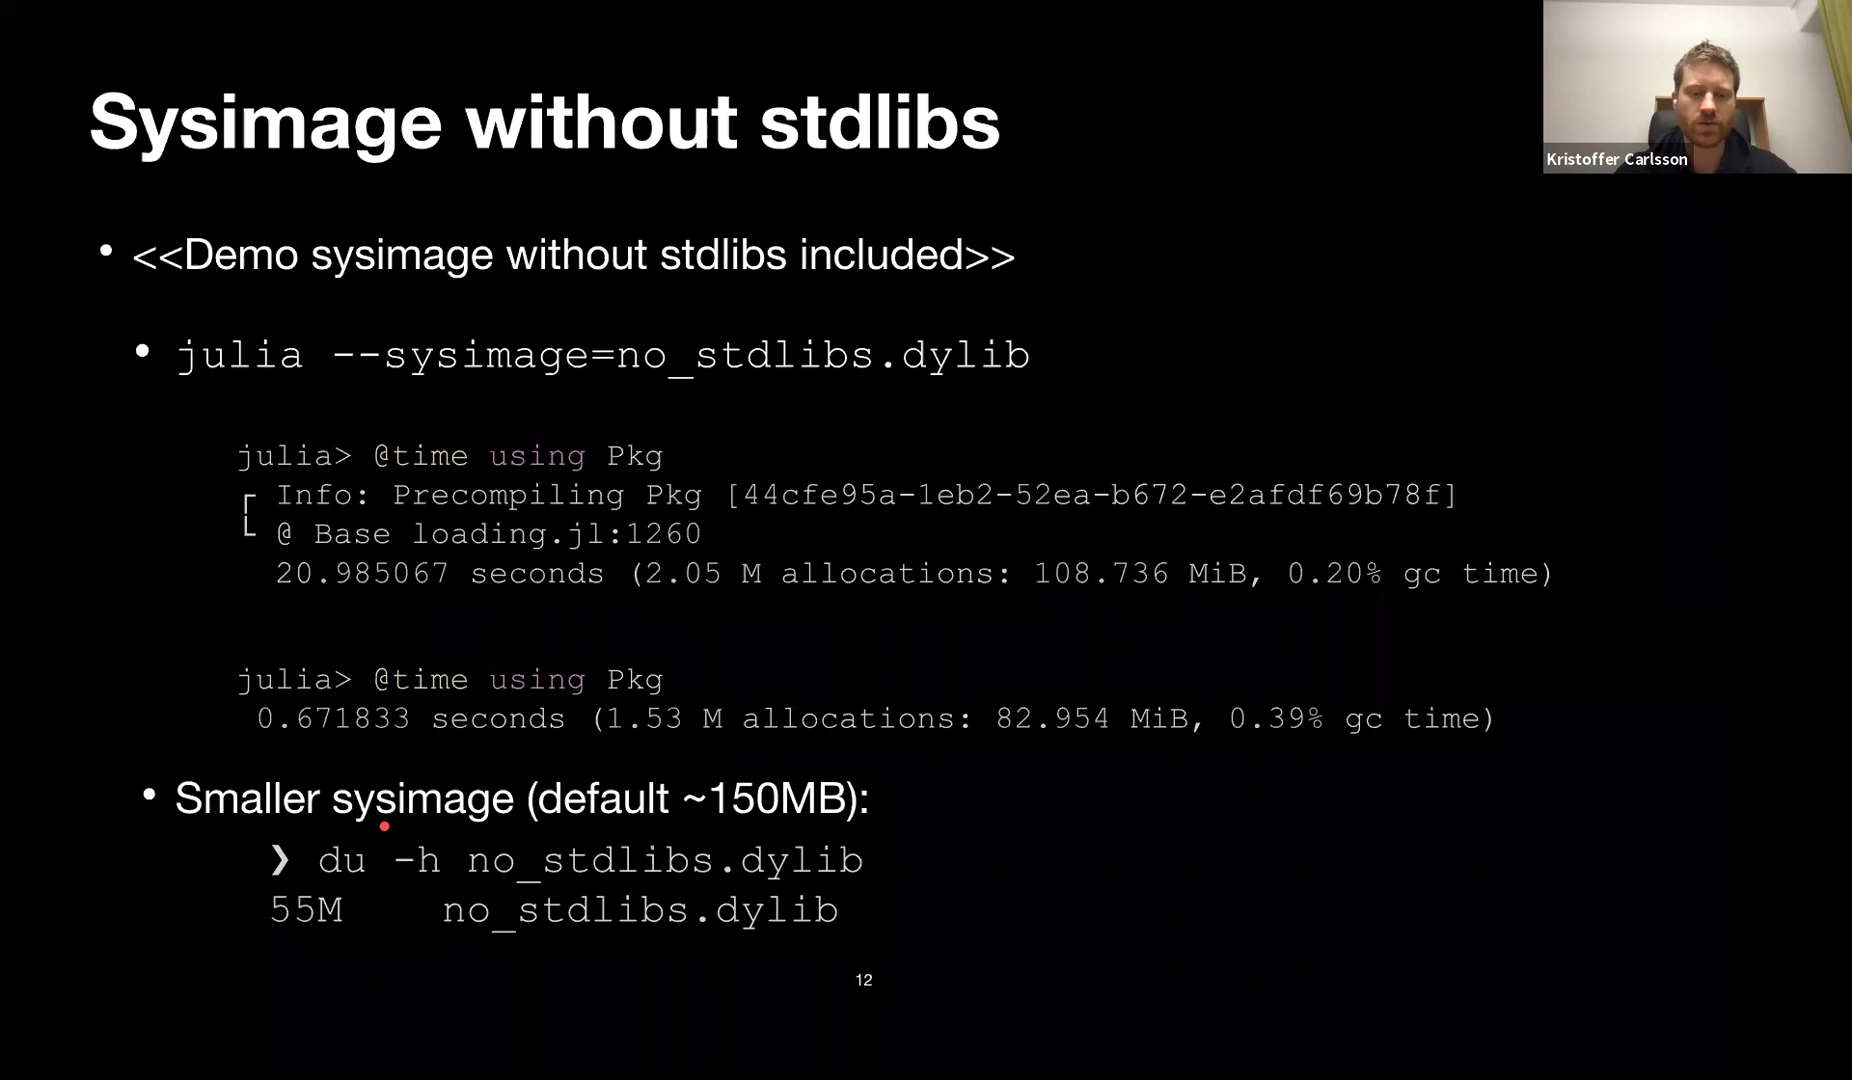 Sysimage without stdlibs
Kristoffer Carlsson
• <<Demo sysimage without stdlibs included>>
• julia --sysimage=no_stdlibs.dylib
julia> @time using Pkg
┌ Info: Precompiling Pkg [44cfe95a-1eb2-52ea-b672-e2afdf69b78f]
└ @ Base loading.jl:1260
20.985067 seconds (2.05 M allocations: 108.736 MiB, 0.20% gc time)
julia> @time using Pkg
0.671833 seconds (1.53 M allocations: 82.954 MiB, 0.39% gc time)
• Smaller sysimage (default ~150MB):
❯ du -h no_stdlibs.dylib
55M no_stdlibs.dylib
12